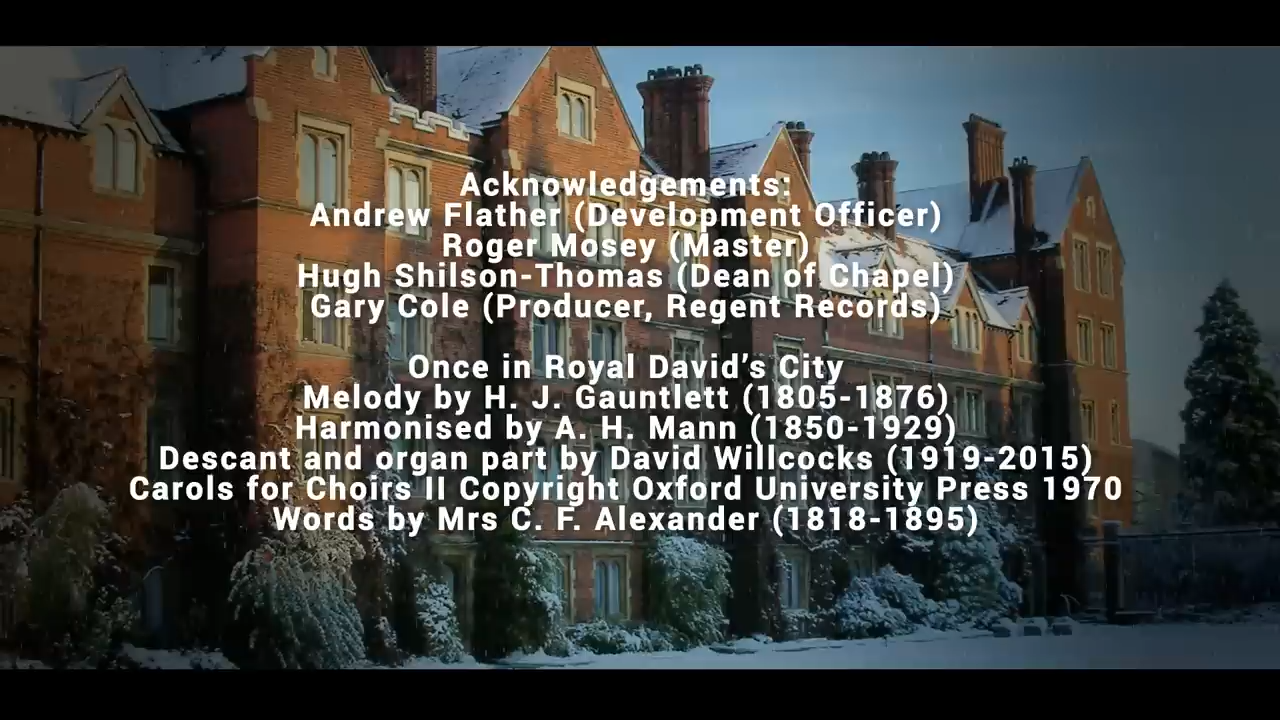 Acknowledgements:
Andrew Flather (Development Officer)
Roger Mosey (Master)
Hugh Shilson-Thomas (Dean of Chapel)
Gary Cole (Producer, Regent Records)
Once in Royal David's City
Melody by H. J. Gauntlett (1805-1876)
Harmonised by A. H. Mann (1850-1929)
Descant and organ part by David Willcocks (1919-2015)
Carols for Choirs II Copyright Oxford University Press 1970
Words by Mrs C. F. Alexander (1818-1895)